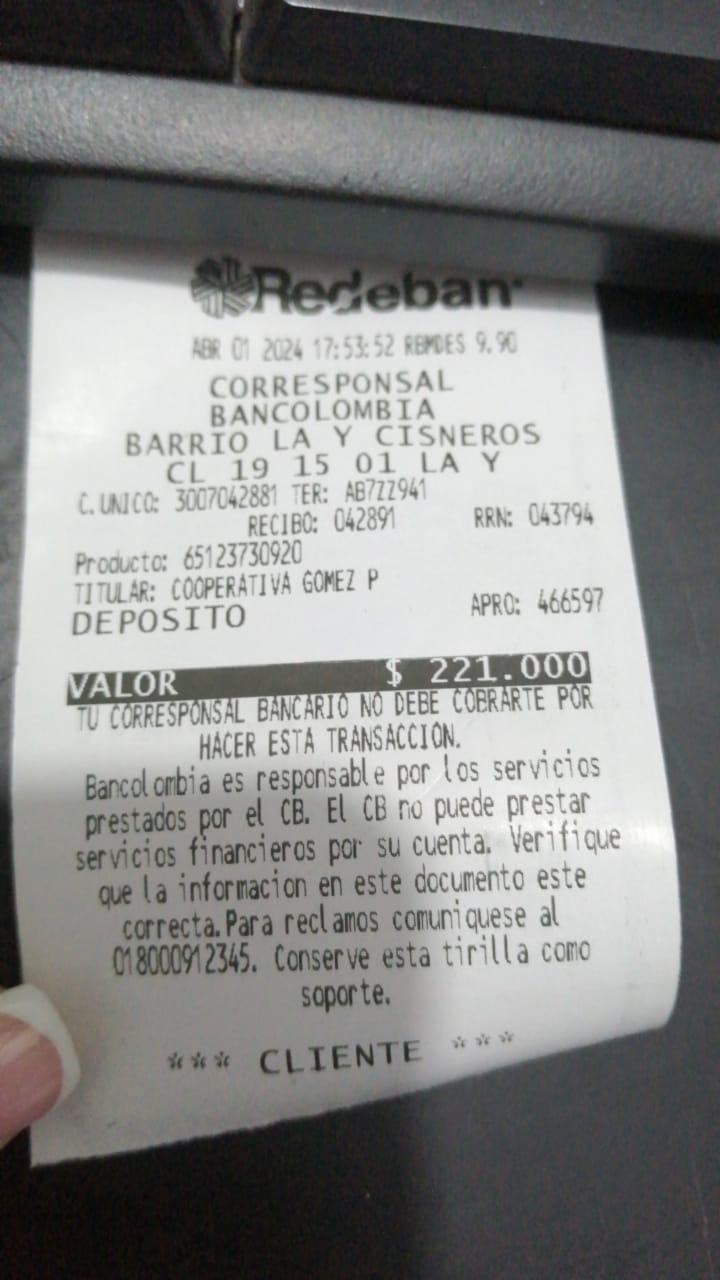 Redeban
ABR 01 2024 17:53:52 RBMDES 9.90
CORRESPONSAL
BANCOLOMBIA
BARRIO LA Y CISNEROS
CL 19 15 01 LA Y
C.UNICO: 3007042881 TER: AB7ZZ941
RECIBO: 042891 RRN: 043794
Producto: 65123730920
TITULAR: COOPERATIVA GOMEZ P
DEPOSITO APRO: 466597
VALOR $ 221.000
TU CORRESPONSAL BANCARIO NO DEBE COBRARTE POR
HACER ESTA TRANSACCION.
Bancolombia es responsable por los servicios
prestados por el CB. El CB no puede prestar
servicios financieros por su cuenta. Verifique
que la informacion en este documento este
correcta.Para reclamos comuniquese al
018000912345. Conserve esta tirilla como
soporte.
*** CLIENTE ***